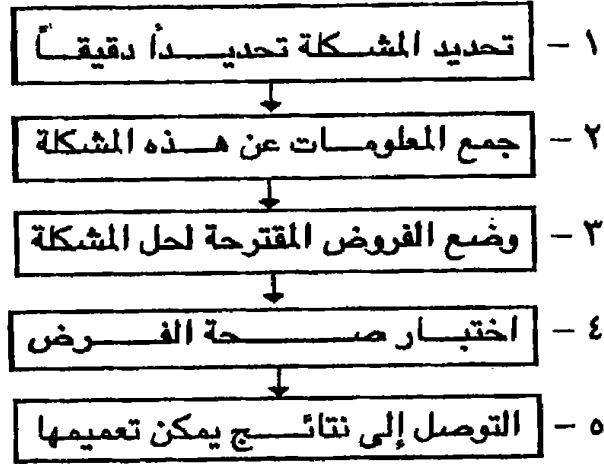 ١ - تحديد المشكلة تحديداً دقيقاً
٢ - جمع المعلومات عن هذه المشكلة
٣ - وضع الفروض المقترحة لحل المشكلة
٤ - اختبار صحة الفرض
٥ - التوصل إلى نتائج يمكن تعميمها